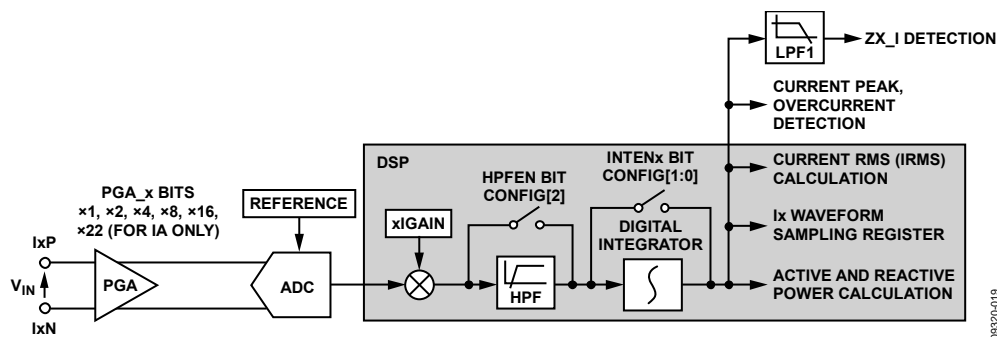 LPF1
ZX_I DETECTION
CURRENT PEAK,
OVERCURRENT
DETECTION
DSP
PGA_x BITS
×1, ×2, ×4, ×8, ×16,
×22 (FOR IA ONLY)
REFERENCE
HPFEN BIT
CONFIG[2]
INTENx BIT
CONFIG[1:0]
CURRENT RMS (IRMS)
CALCULATION
xIGAIN
DIGITAL
INTEGRATOR
Ix WAVEFORM
SAMPLING REGISTER
IxP
VIN
IxN
PGA
ADC
HPF
ACTIVE AND REACTIVE
POWER CALCULATION
09320-019